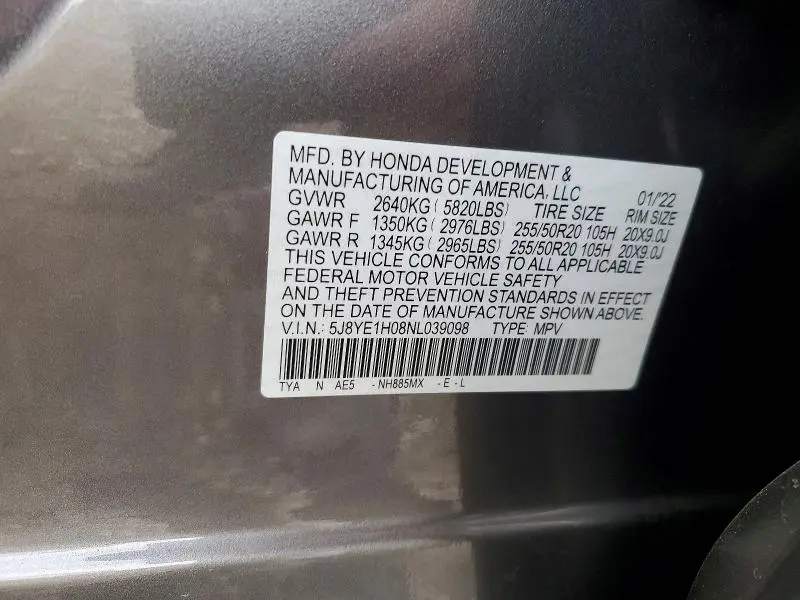 MFD. BY HONDA DEVELOPMENT &
MANUFACTURING OF AMERICA, LLC 01/'22
GVWR 2640KG ( 5820LBS) TIRE SIZE RIM SIZE
GAWR F 1350KG ( 2976LBS) 255/50R20 105H 20X9.0J
GAWR R 1345KG ( 2965LBS) 255/50R20 105H 20X9.0J
THIS VEHICLE CONFORMS TO ALL APPLICABLE
FEDERAL MOTOR VEHICLE SAFETY
AND THEFT PREVENTION STANDARDS IN EFFECT
ON THE DATE OF MANUFACTURE SHOWN ABOVE.
V.I.N.: 5J8YE1H08NL039098 TYPE: MPV
TYA N AE5 - NH885MX - E - L